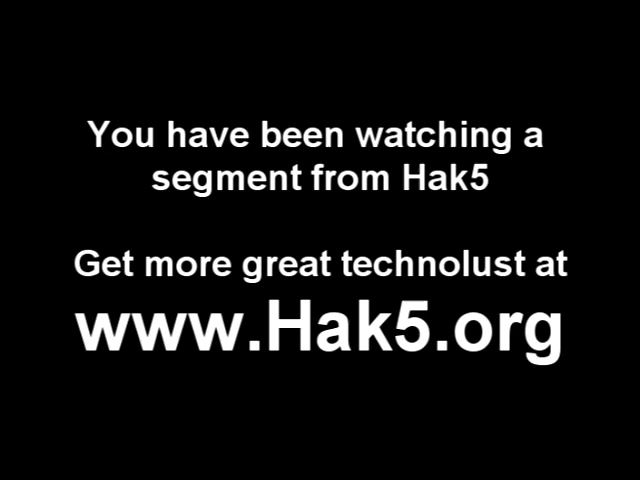 You have been watching a
segment from Hak5
Get more great technolust at
www.Hak5.org